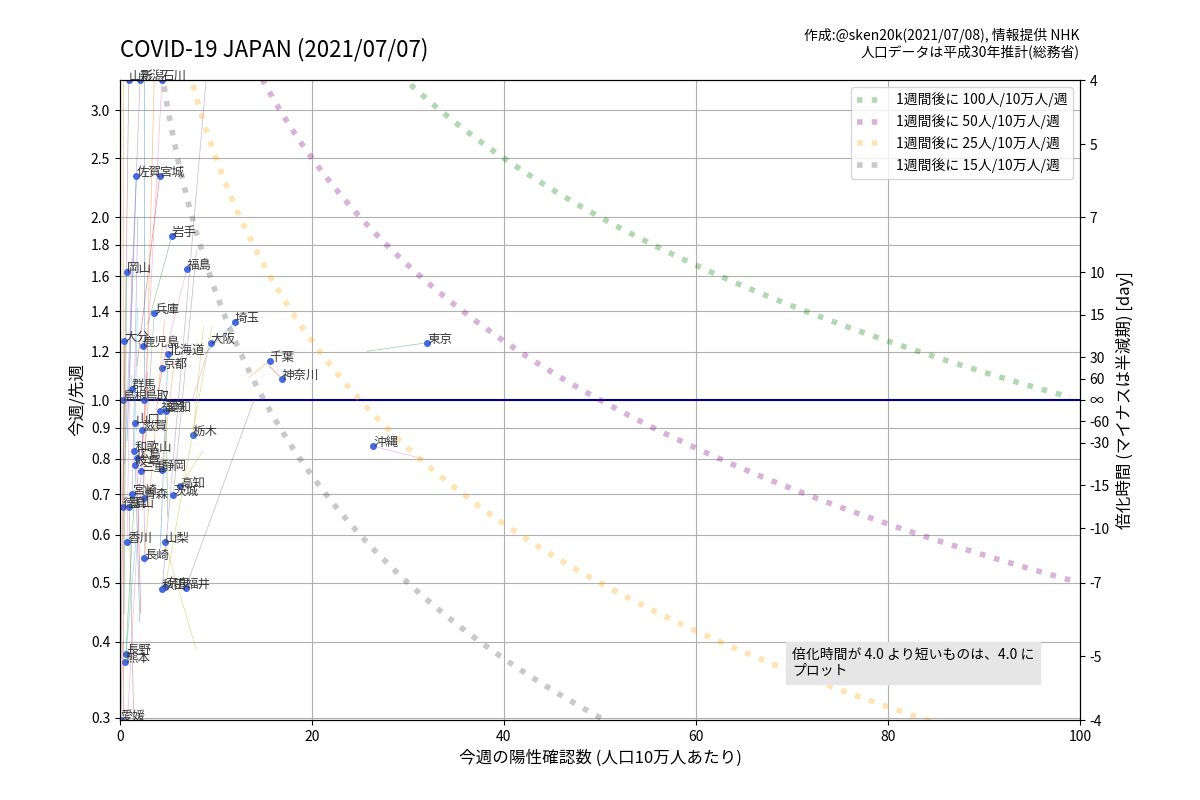 COVID-19 JAPAN (2021/07/07)
作成:@sken20k(2021/07/08), 情報提供 NHK
人口データは平成30年推計(総務省)
1週間後に 100人/10万人/週
1週間後に 50人/10万人/週
1週間後に 25人/10万人/週
1週間後に 15人/10万人/週
今週/先週
3.0
2.5
2.0
1.8
1.6
1.4
1.2
1.0
0.9
0.8
0.7
0.6
0.5
0.4
0.3
石川
佐賀
宮城
岩手
福島
岡山
兵庫
埼玉
大分
鹿児島
北海道
大阪
東京
京都
千葉
神奈川
群馬
島根
鳥取
山口
滋賀
栃木
沖縄
和歌山
静岡
宮崎
青森
高知
茨城
香川
山梨
長崎
福井
長野
熊本
愛媛
倍化時間が 4.0 より短いものは、4.0 に
プロット
0
20
40
60
80
100
今週の陽性確認数 (人口10万人あたり)
4
5
7
10
15
30
60
∞
-60
-30
-15
-10
-7
-5
-4
倍化時間 (マイナスは半減期) [day]